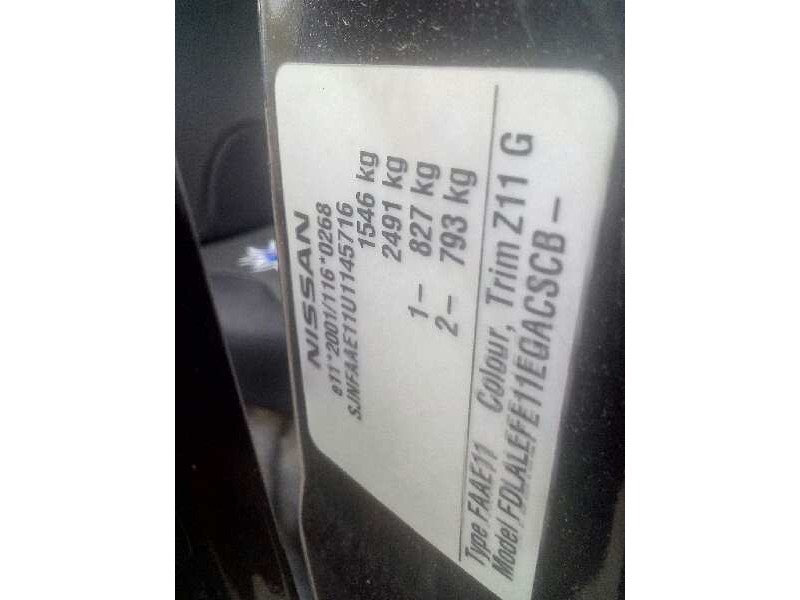 NISSAN
e11*2001/116*0268
SJNFAAE11U1145716
1546 kg
2491 kg
1– 827 kg
2– 793 kg
Type FAAE11 Colour, Trim Z11 G
Model FDLALEFE11EGACSCB–